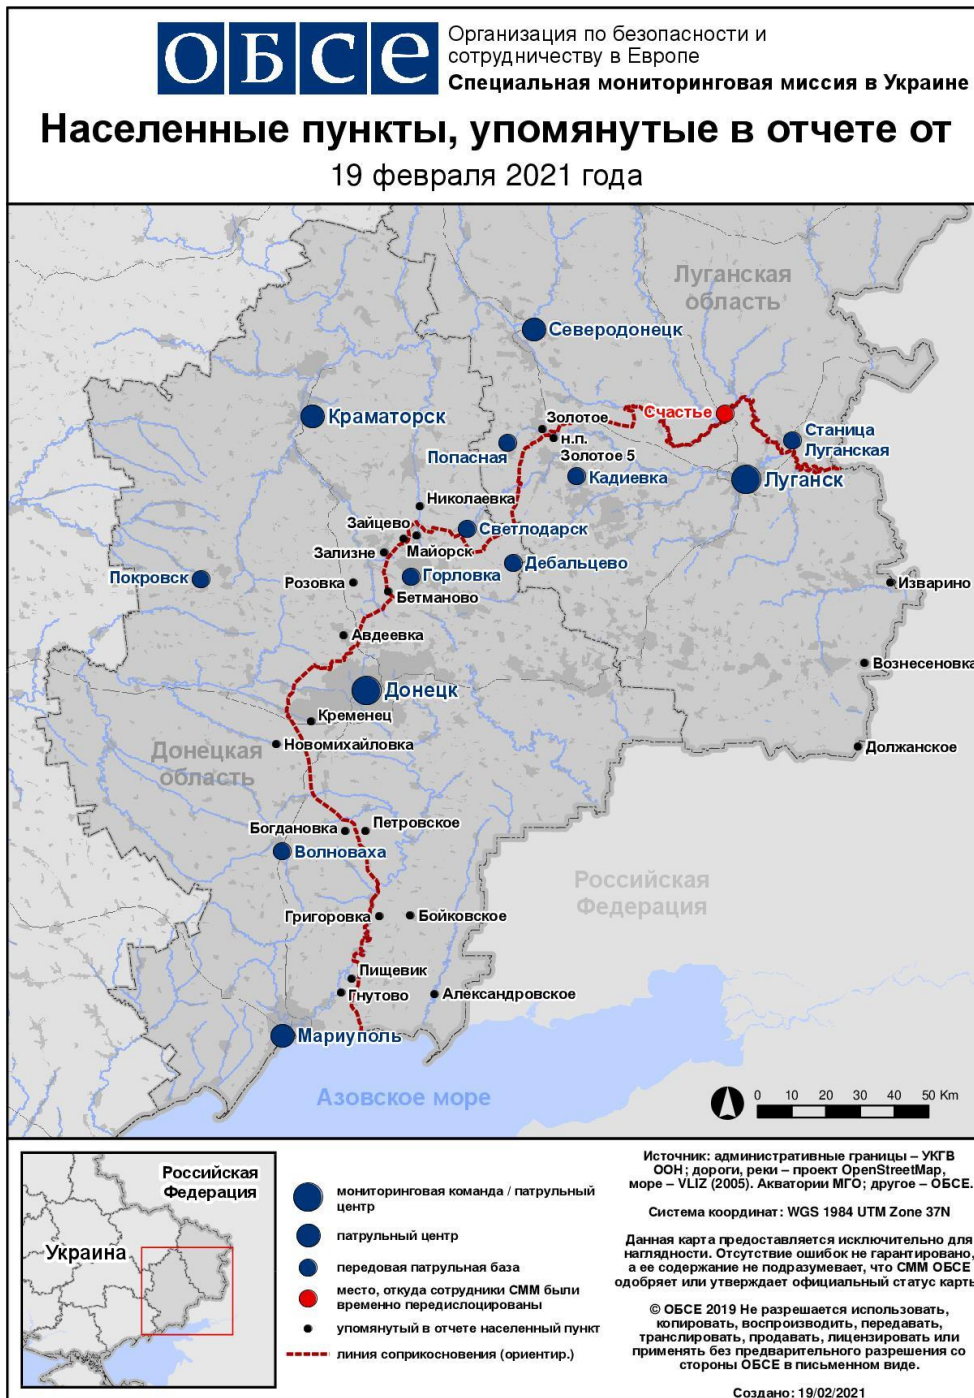 ОБСЕ
Организация по безопасности и
сотрудничеству в Европе
Специальная мониторинговая миссия в Украине
Населенные пункты, упомянутые в отчете от
19 февраля 2021 года
Луганская
область
Северодонецк
Краматорск
Золотое
Счастье
н.п.
Золотое 5
Станица
Луганская
Попасная
Кадиевка
Луганск
Николаевка
Зайцево
Светлодарск
Майорск
Зализне
Дебальцево
Покровск
Розовка
Горловка
Изварино
Бетманово
Авдеевка
Вознесеновка
Донецк
Кременец
Новомихайловка
Должанское
Донецкая
область
Богдановка
Петровское
Волноваха
Российская
Федерация
Григоровка
Бойковское
Пищевик
Гнутово
Александровское
Мариуполь
Азовское море
0 10 20 30 40 50 Km
Российская
Федерация
Украина
мониторинговая команда / патрульный
центр
патрульный центр
передовая патрульная база
место, откуда сотрудники СММ были
временно передислоцированы
упомянутый в отчете населенный пункт
линия соприкосновения (ориентир.)
Источник: административные границы – УКГВ
ООН; дороги, реки – проект OpenStreetMap,
море – VLIZ (2005). Акватории МГО; другое – ОБСЕ.
Система координат: WGS 1984 UTM Zone 37N
Данная карта предоставляется исключительно для
наглядности. Отсутствие ошибок не гарантировано,
а ее содержание не подразумевает, что СММ ОБСЕ
одобряет или утверждает официальный статус карты
© ОБСЕ 2019 Не разрешается использовать,
копировать, воспроизводить, передавать,
транслировать, продавать, лицензировать или
применять без предварительного разрешения со
стороны ОБСЕ в письменном виде.
Создано: 19/02/2021